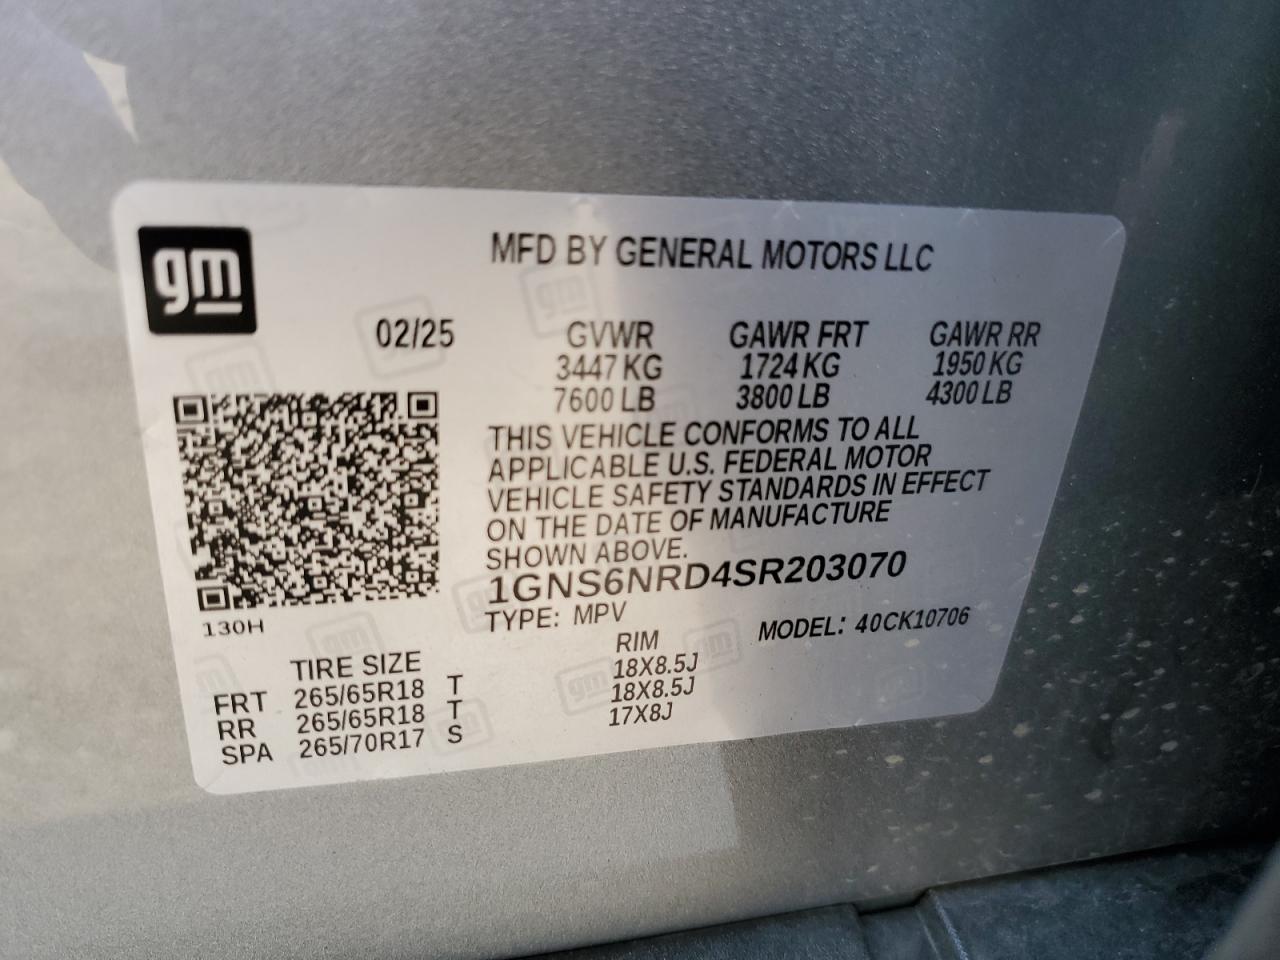 gm
MFD BY GENERAL MOTORS LLC
02/25 GVWR GAWR FRT GAWR RR
3447 KG 1724 KG 1950 KG
7600 LB 3800 LB 4300 LB
THIS VEHICLE CONFORMS TO ALL
APPLICABLE U.S. FEDERAL MOTOR
VEHICLE SAFETY STANDARDS IN EFFECT
ON THE DATE OF MANUFACTURE
SHOWN ABOVE.
1GNS6NRD4SR203070
TYPE: MPV MODEL: 40CK10706
130H
TIRE SIZE RIM
FRT 265/65R18 T 18X8.5J
RR 265/65R18 T 18X8.5J
SPA 265/70R17 S 17X8J